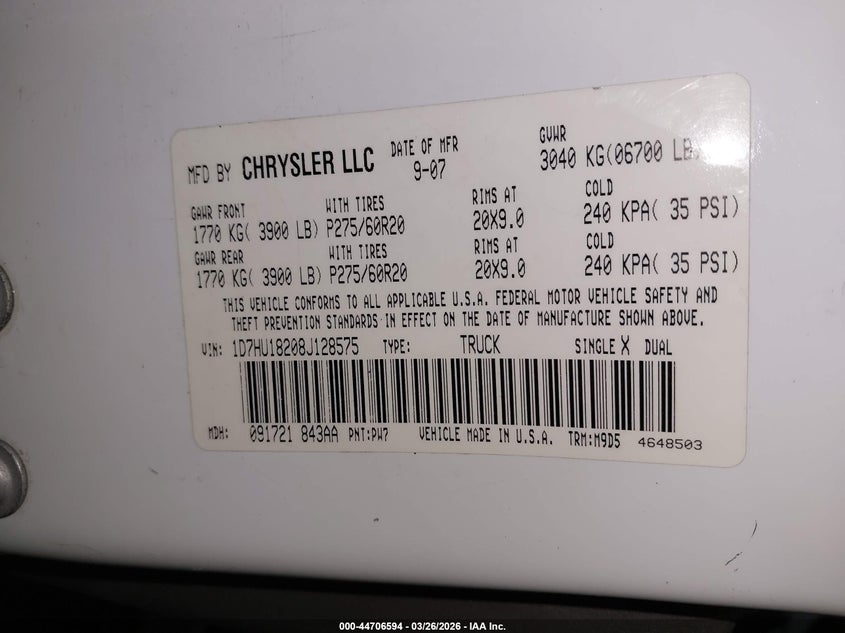 MFD BY CHRYSLER LLC DATE OF MFR 9-07 GVWR 3040 KG(06700 LB
GAWR FRONT WITH TIRES RIMS AT COLD
1770 KG( 3900 LB) P275/60R20 20X9.0 240 KPA( 35 PSI)
GAWR REAR WITH TIRES RIMS AT COLD
1770 KG( 3900 LB) P275/60R20 20X9.0 240 KPA( 35 PSI)
THIS VEHICLE CONFORMS TO ALL APPLICABLE U.S.A. FEDERAL MOTOR VEHICLE SAFETY AND
THEFT PREVENTION STANDARDS IN EFFECT ON THE DATE OF MANUFACTURE SHOWN ABOVE.
VIN: 1D7HU18208J128575 TYPE: TRUCK SINGLE X DUAL
MDH: 091721 843AA PNT:PW7 VEHICLE MADE IN U.S.A. TRM:M9D5 4648503
000-44706594 - 03/26/2026 - IAA Inc.